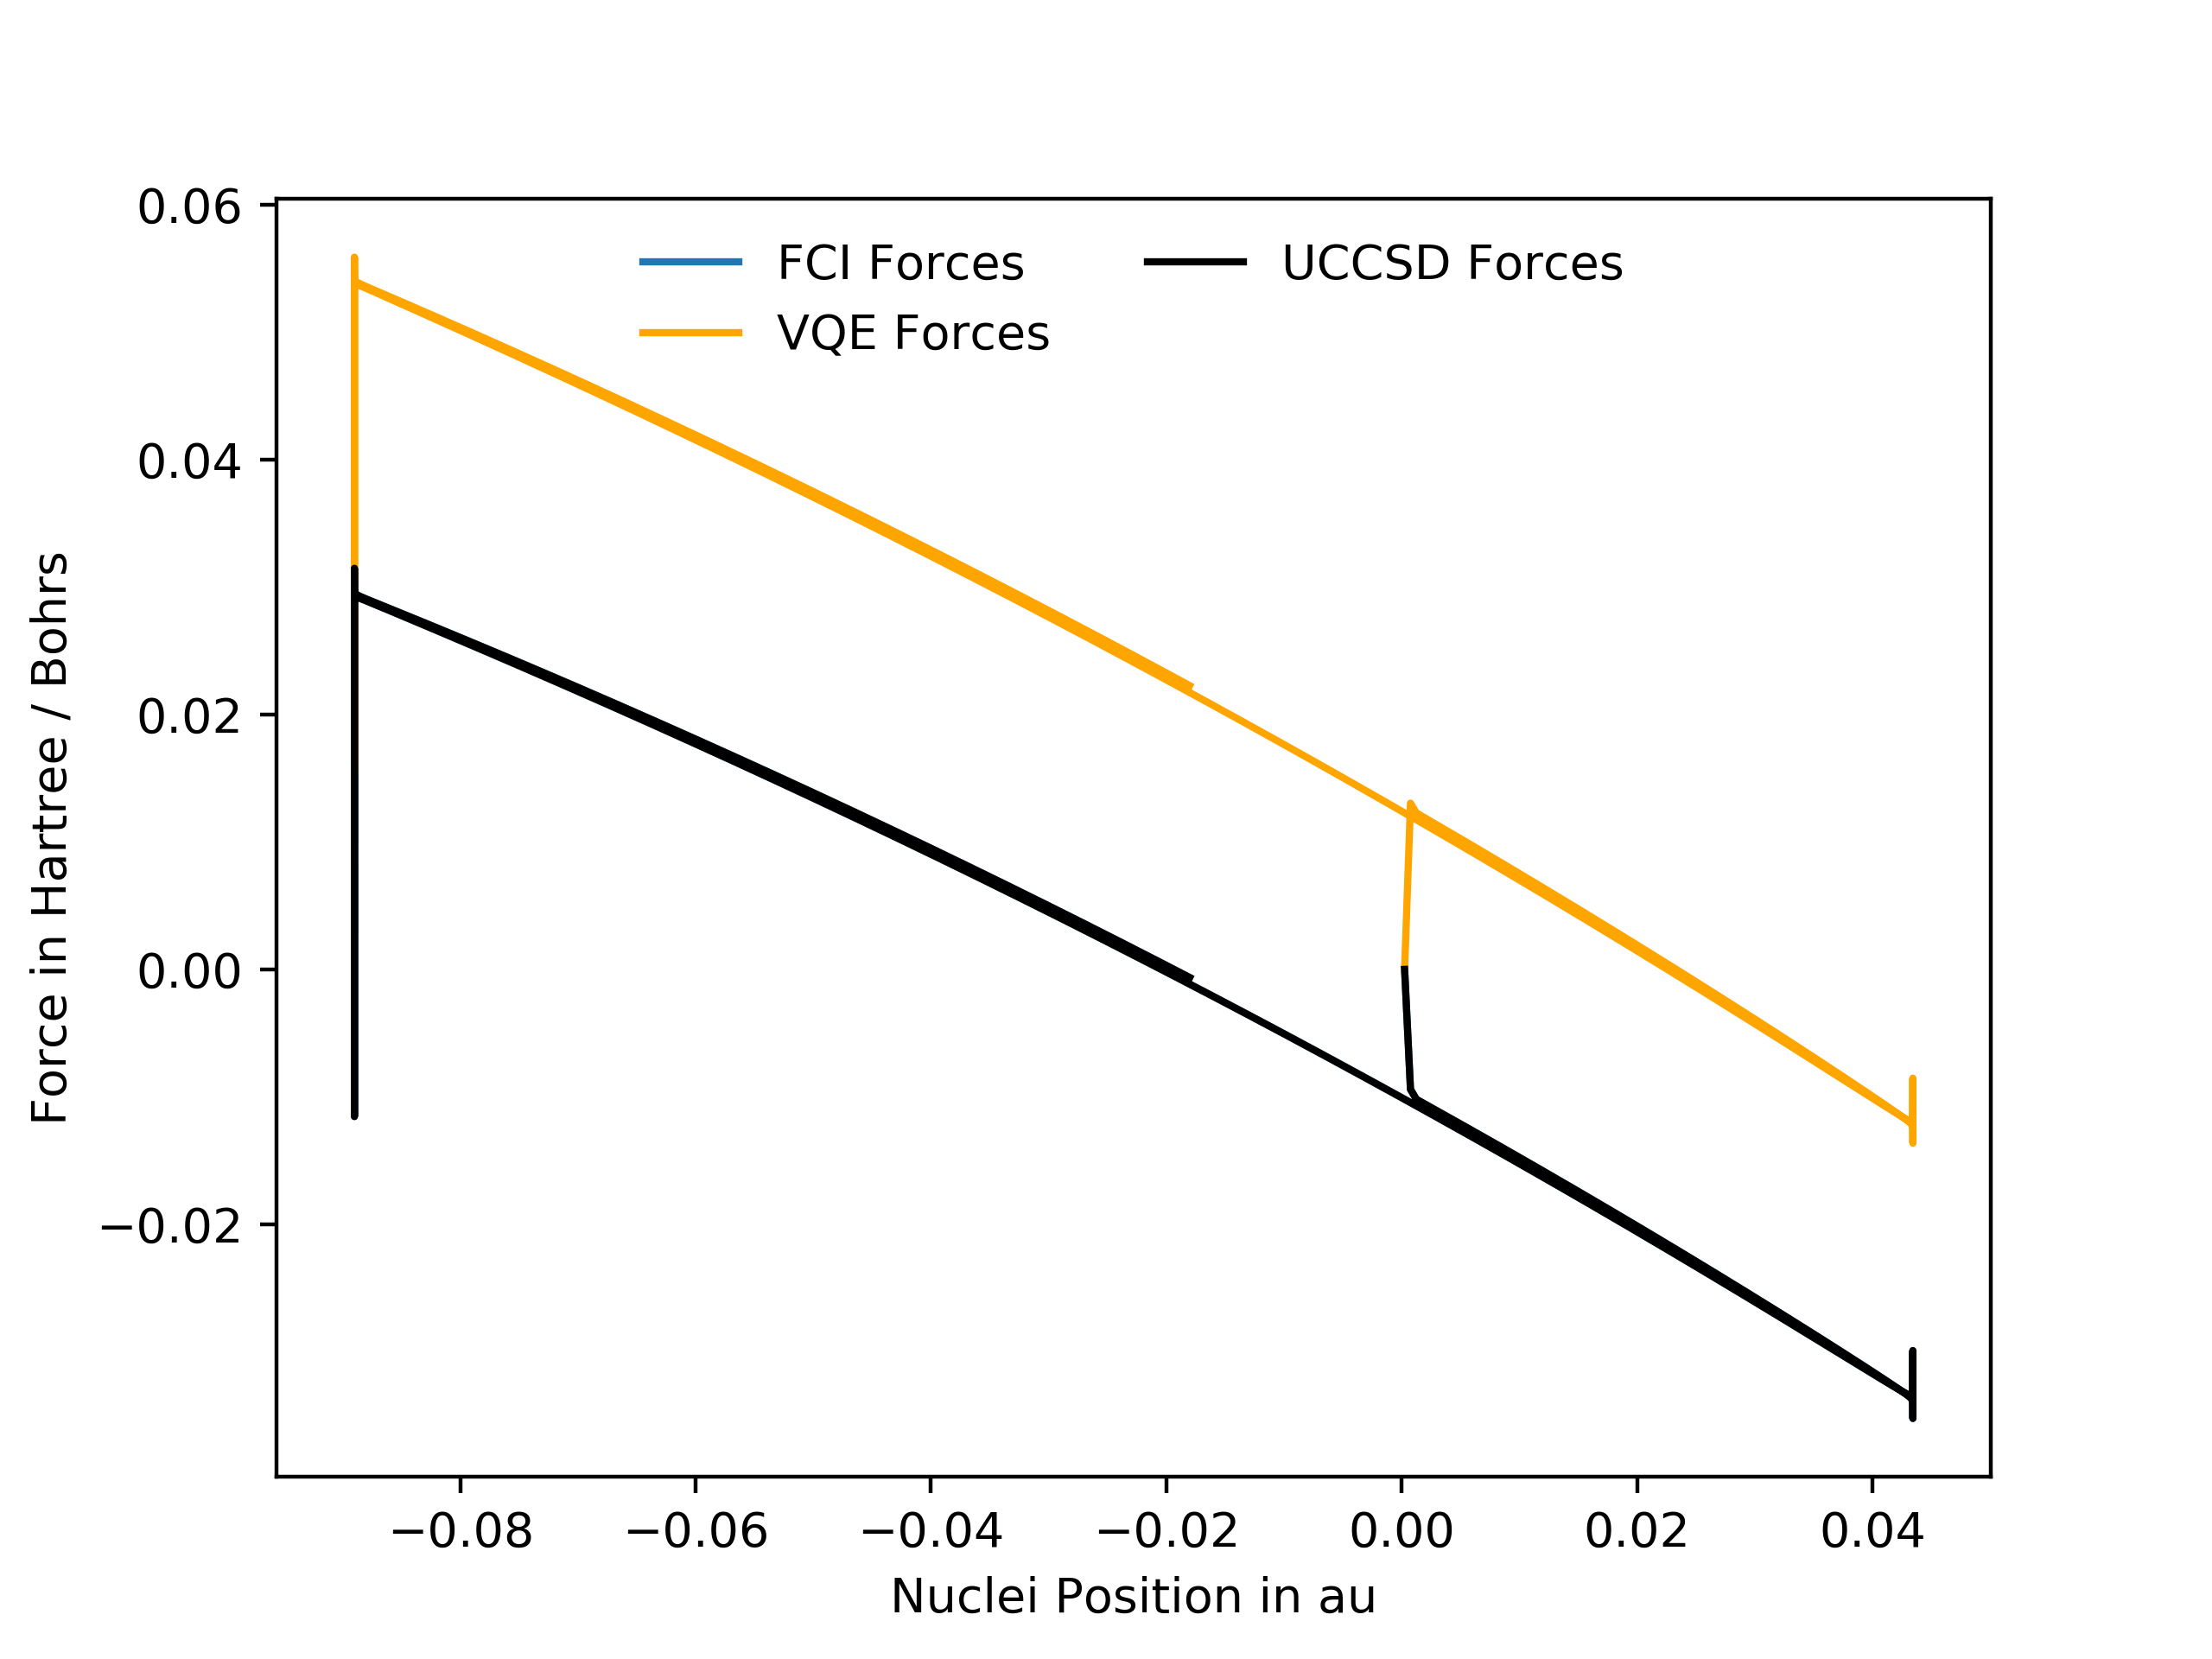 0.06
0.04
0.02
0.00
−0.02
Force in Hartree / Bohrs
FCI Forces
VQE Forces
UCCSD Forces
−0.08 −0.06 −0.04 −0.02 0.00 0.02 0.04
Nuclei Position in au